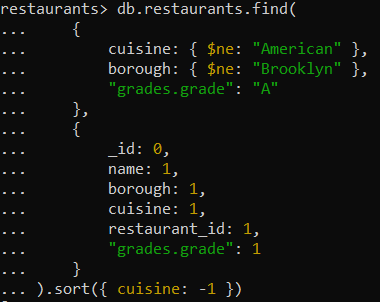 restaurants> db.restaurants.find(
...     {
...         cuisine: { $ne: "American" },
...         borough: { $ne: "Brooklyn" },
...         "grades.grade": "A"
...     },
...     {
...         _id: 0,
...         name: 1,
...         borough: 1,
...         cuisine: 1,
...         restaurant_id: 1,
...         "grades.grade": 1
...     }
... ).sort({ cuisine: -1 })